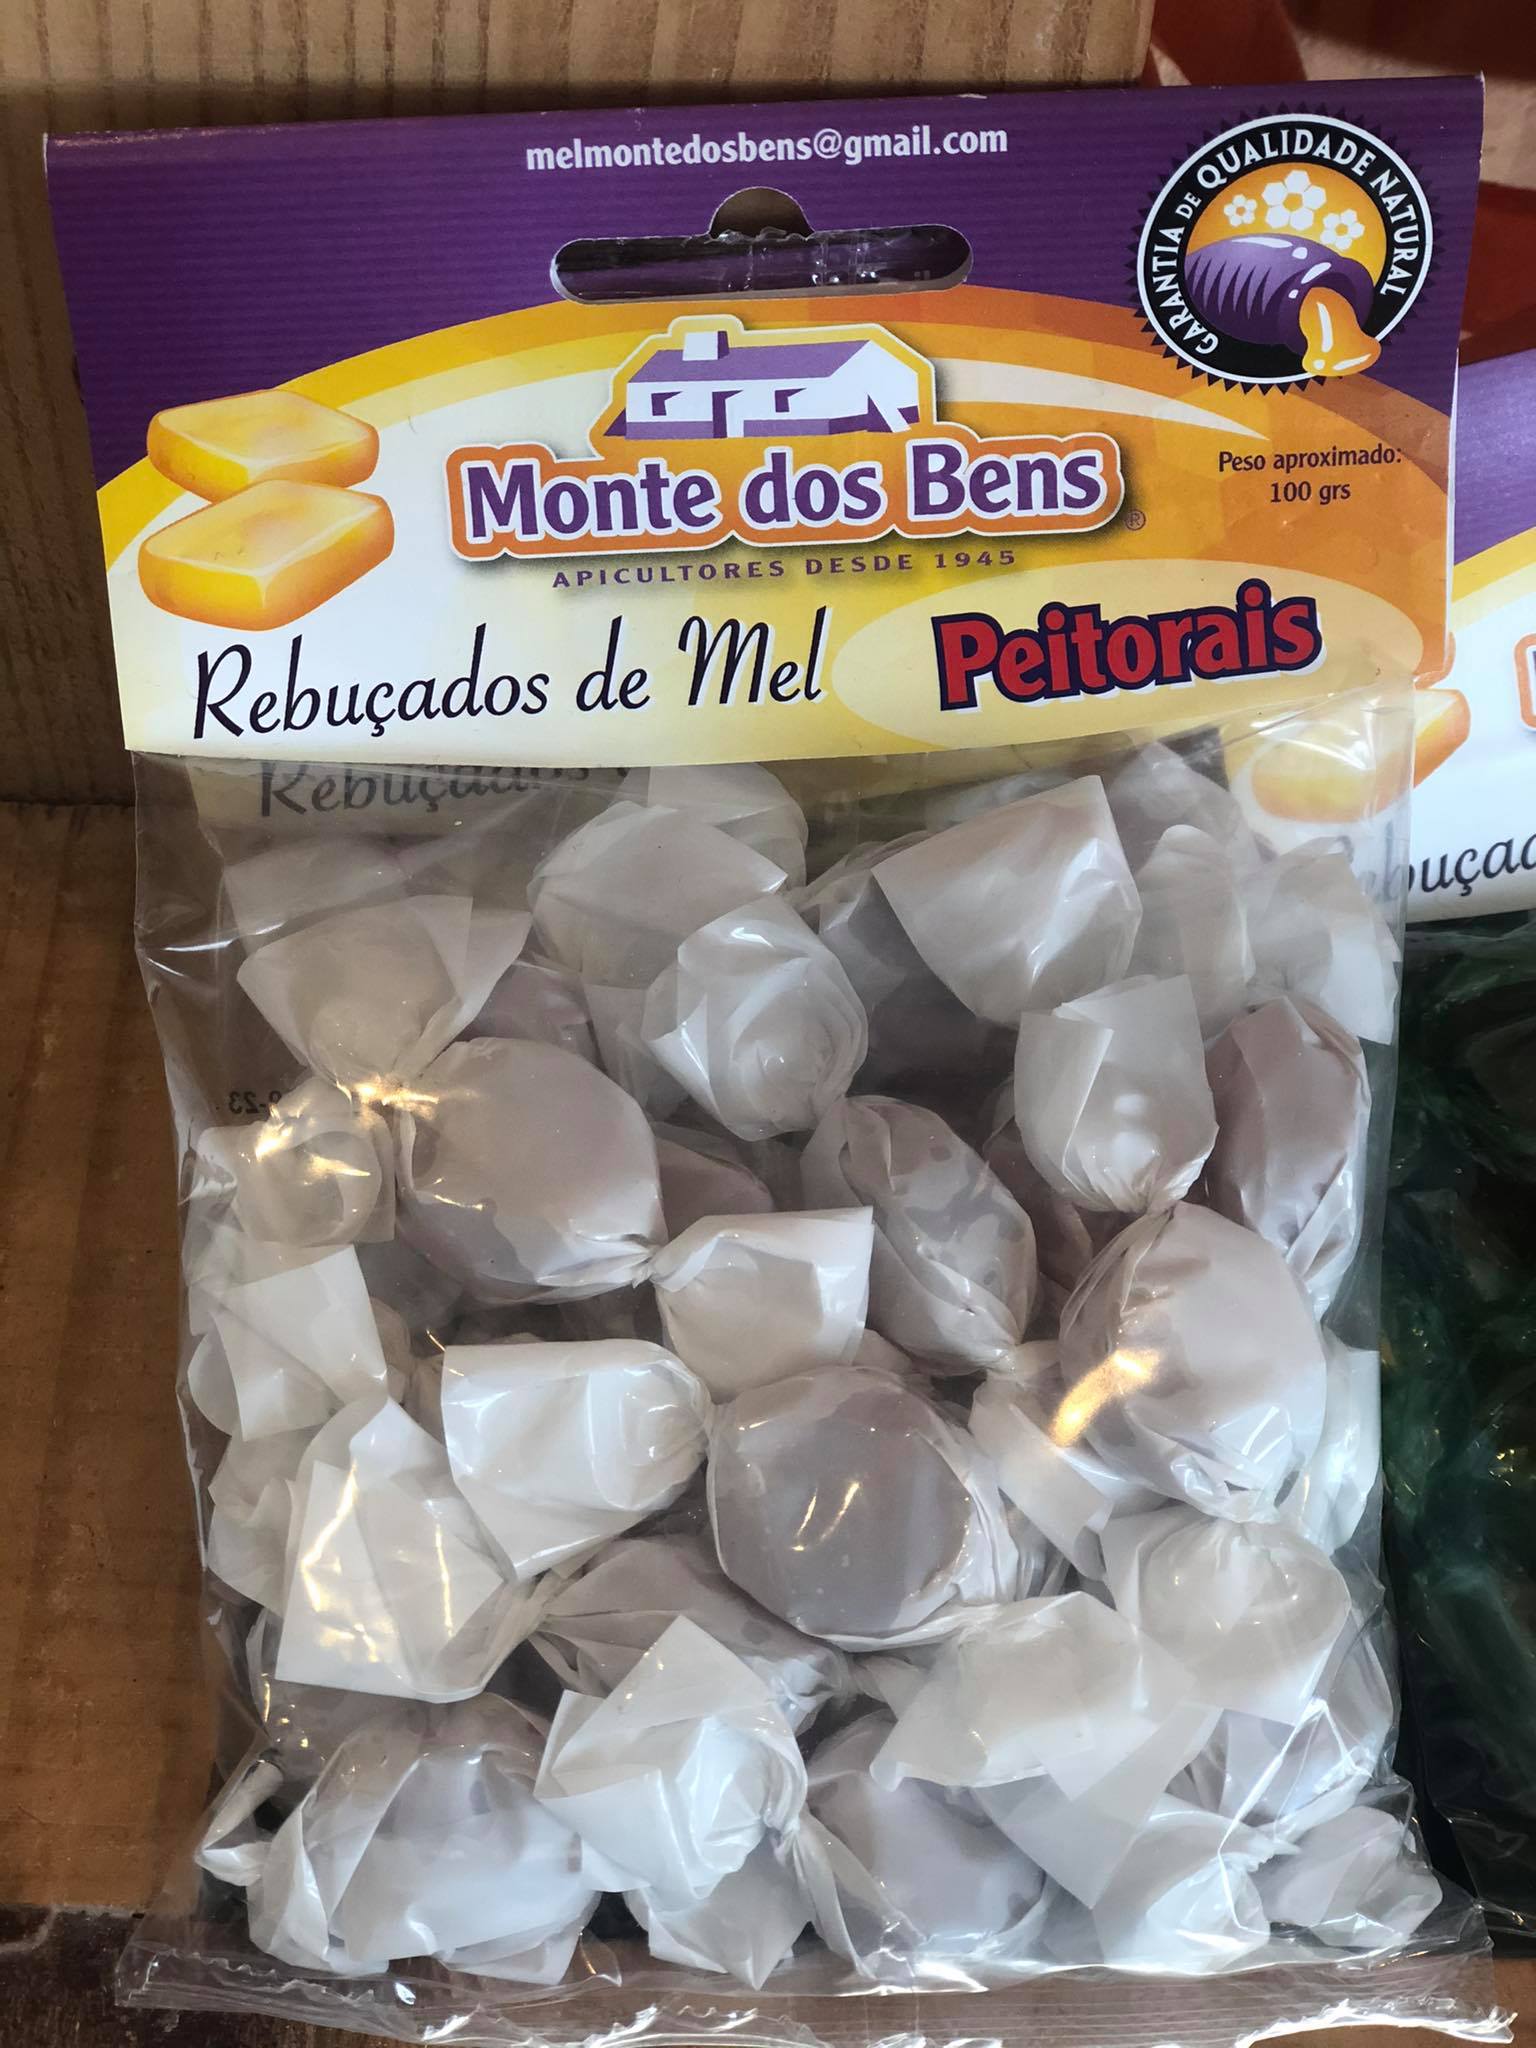 melmontedosbens@gmail.com
GARANTIA DE QUALIDADE NATURAL
Monte dos Bens
®
APICULTORES DESDE 1945
Peso aproximado:
100 grs
Rebuçados de Mel
Peitorais
Rebuçados